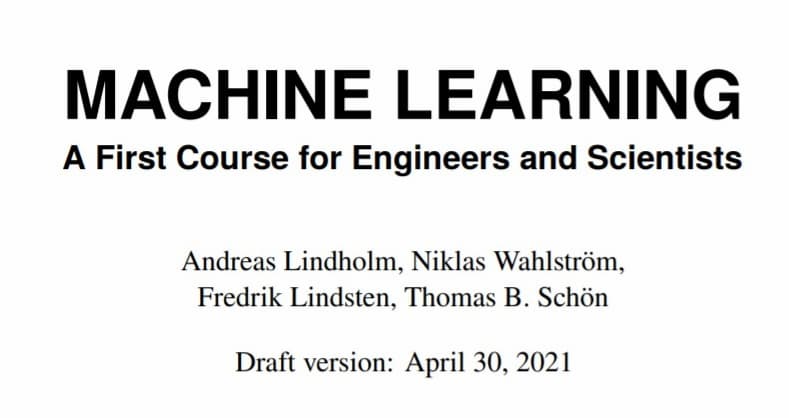 MACHINE LEARNING
A First Course for Engineers and Scientists
Andreas Lindholm, Niklas Wahlström,
Fredrik Lindsten, Thomas B. Schön
Draft version: April 30, 2021